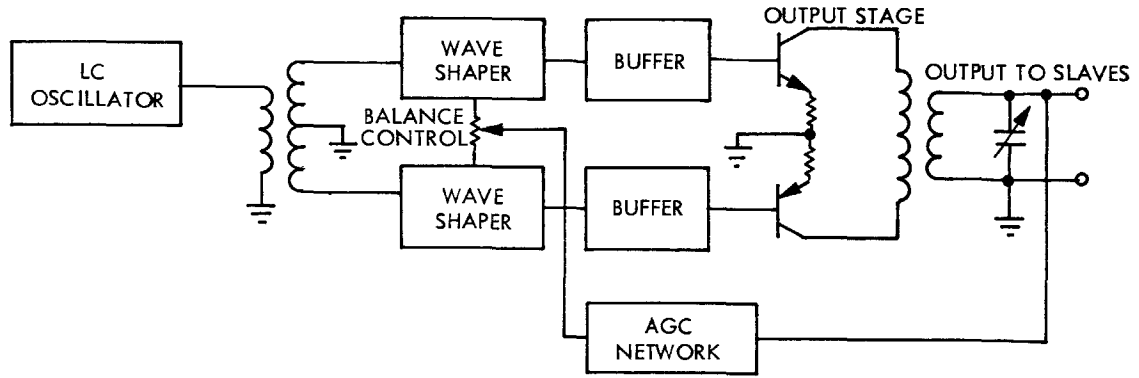 OUTPUT STAGE
LC
OSCILLATOR
WAVE
SHAPER
BUFFER
OUTPUT TO SLAVES
BALANCE
CONTROL
WAVE
SHAPER
BUFFER
AGC
NETWORK